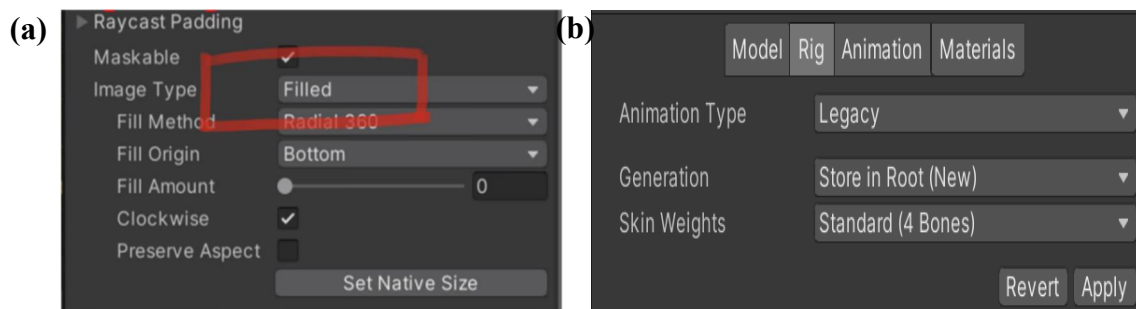 (a)
Raycast Padding
Maskable
Image Type Filled
Fill Method Radial 360
Fill Origin Bottom
Fill Amount 0
Clockwise
Preserve Aspect
Set Native Size
(b)
Model Rig Animation Materials
Animation Type Legacy
Generation Store in Root (New)
Skin Weights Standard (4 Bones)
Revert Apply